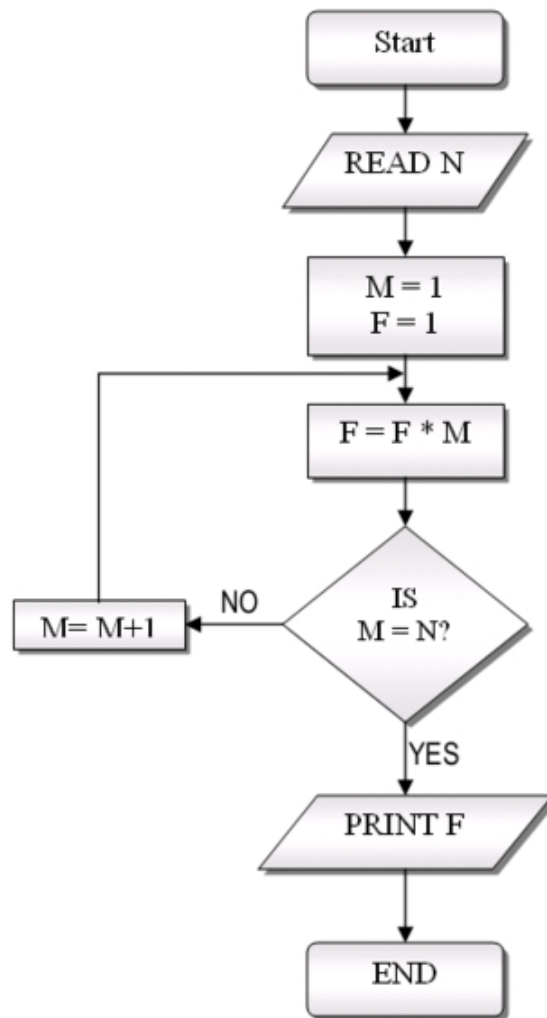 Start
READ N
M = 1
F = 1
F = F * M
IS
M = N?
NO
M= M+1
YES
PRINT F
END